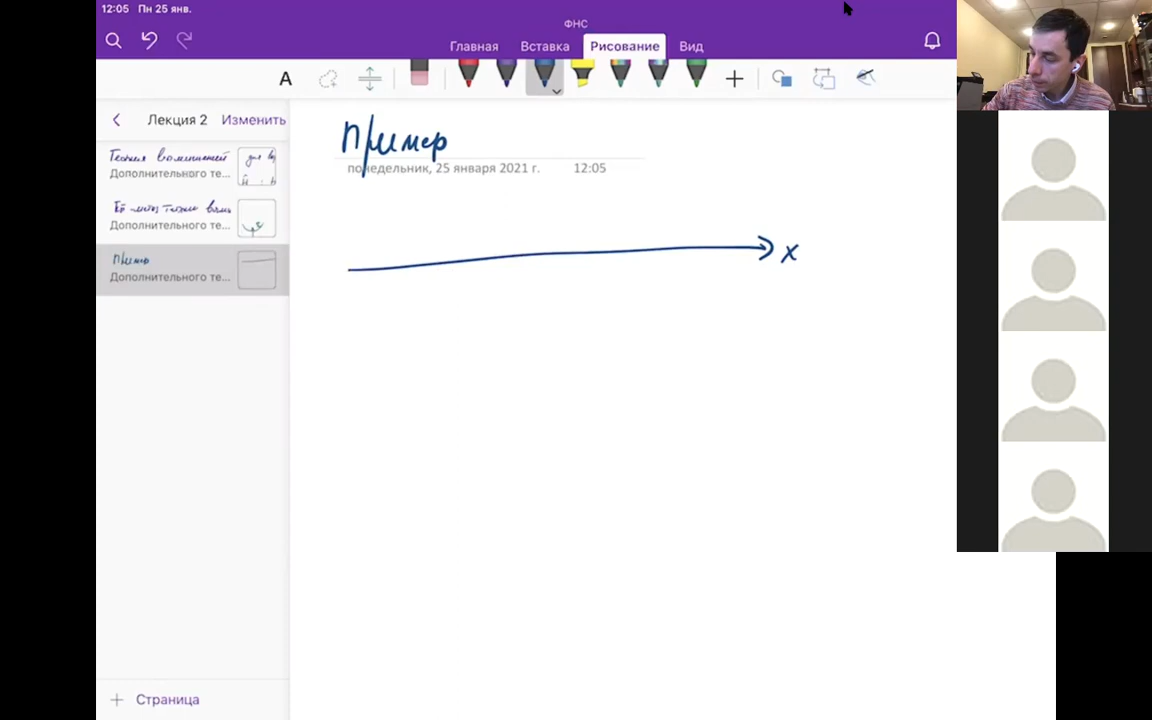 12:05 Пн 25 янв.
ФНС
Главная Вставка Рисование Вид
A
Лекция 2 Изменить
Пример
понедельник, 25 января 2021 г. 12:05
Теория
Дополнительного те...
Дополнительного те...
Пример
Дополнительного те...
x
+ Страница